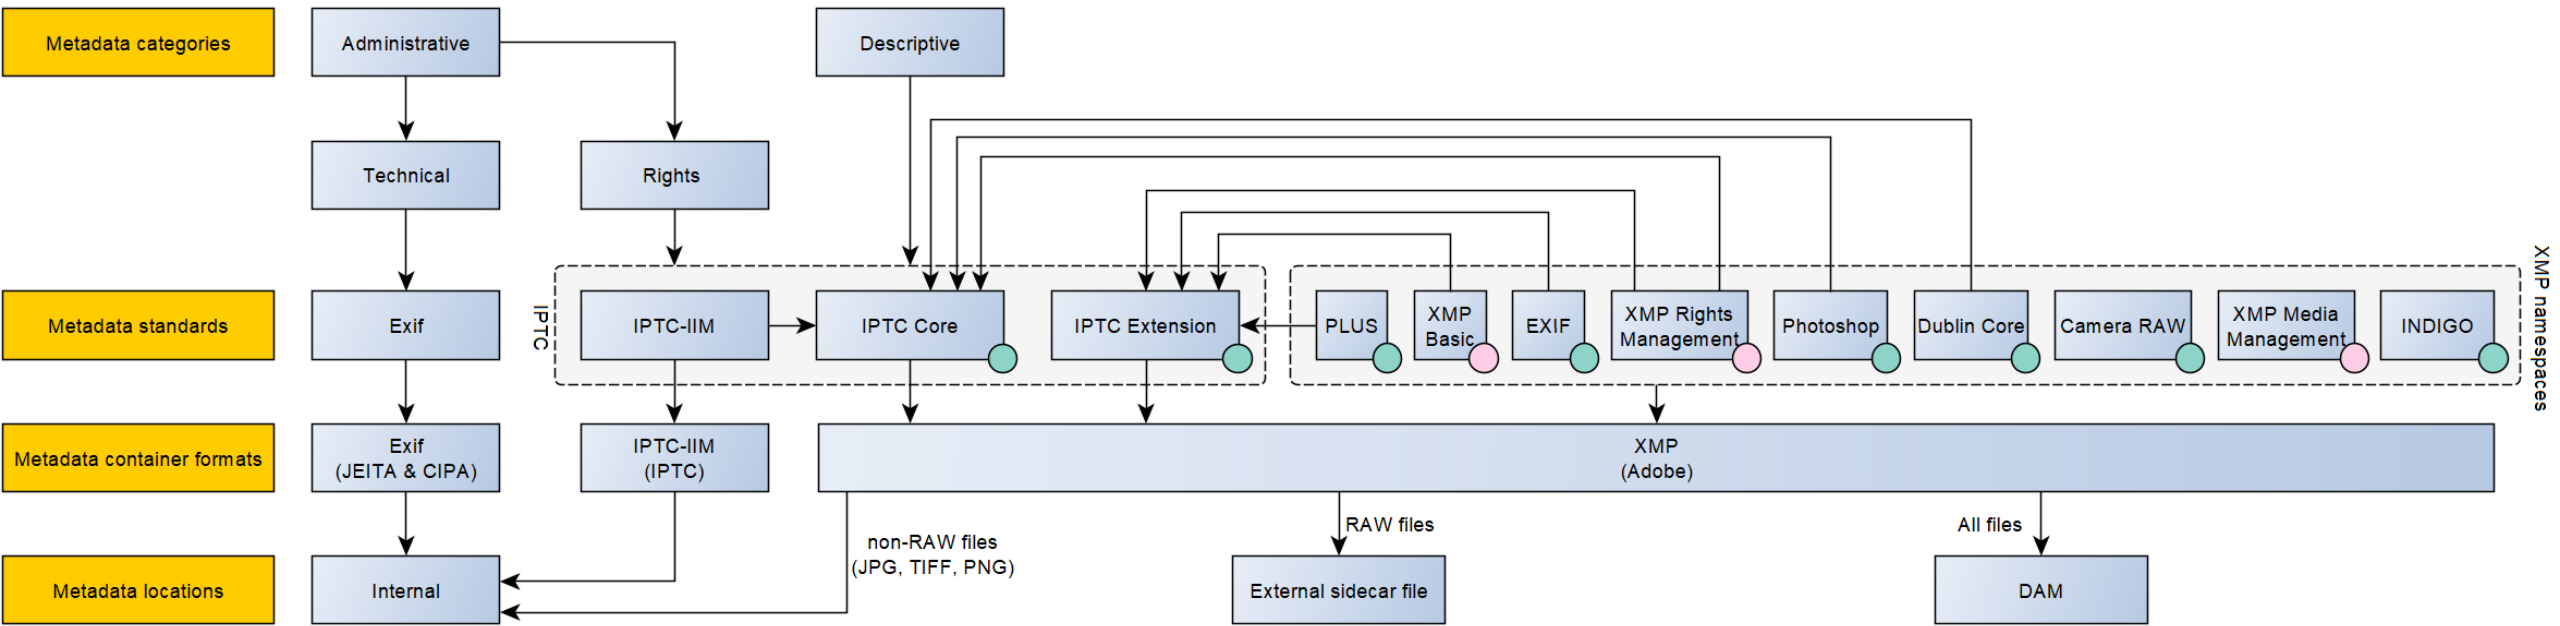 Metadata categories
Administrative
Descriptive
Technical
Rights
XMP namespaces
Metadata standards
Exif
IPTC
IPTC-IIM
IPTC Core
IPTC Extension
PLUS
XMP
Basic
EXIF
XMP Rights
Management
Photoshop
Dublin Core
Camera RAW
XMP Media
Management
INDIGO
Metadata container formats
Exif
(JEITA & CIPA)
IPTC-IIM
(IPTC)
XMP
(Adobe)
non-RAW files
(JPG, TIFF, PNG)
RAW files
All files
Metadata locations
Internal
External sidecar file
DAM